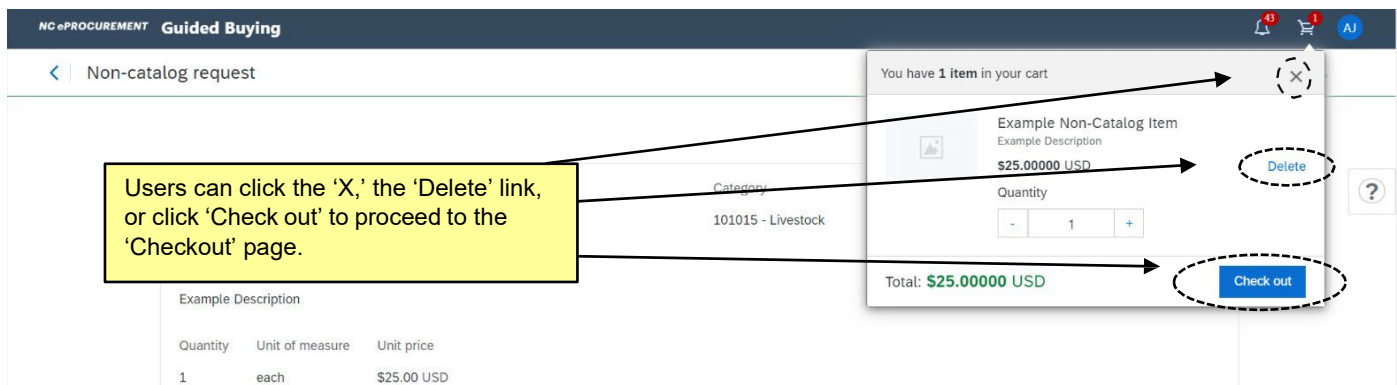 NC ePROCUREMENT Guided Buying
43
1
AJ
Non-catalog request
You have 1 item in your cart
Example Non-Catalog Item
Example Description
$25.00000 USD
Delete
Quantity
- 1 +
Total: $25.00000 USD
Check out
Users can click the ‘X,’ the ‘Delete’ link,
or click ‘Check out’ to proceed to the
‘Checkout’ page.
Category
101015 - Livestock
?
Example Description
Quantity Unit of measure Unit price
1 each $25.00 USD